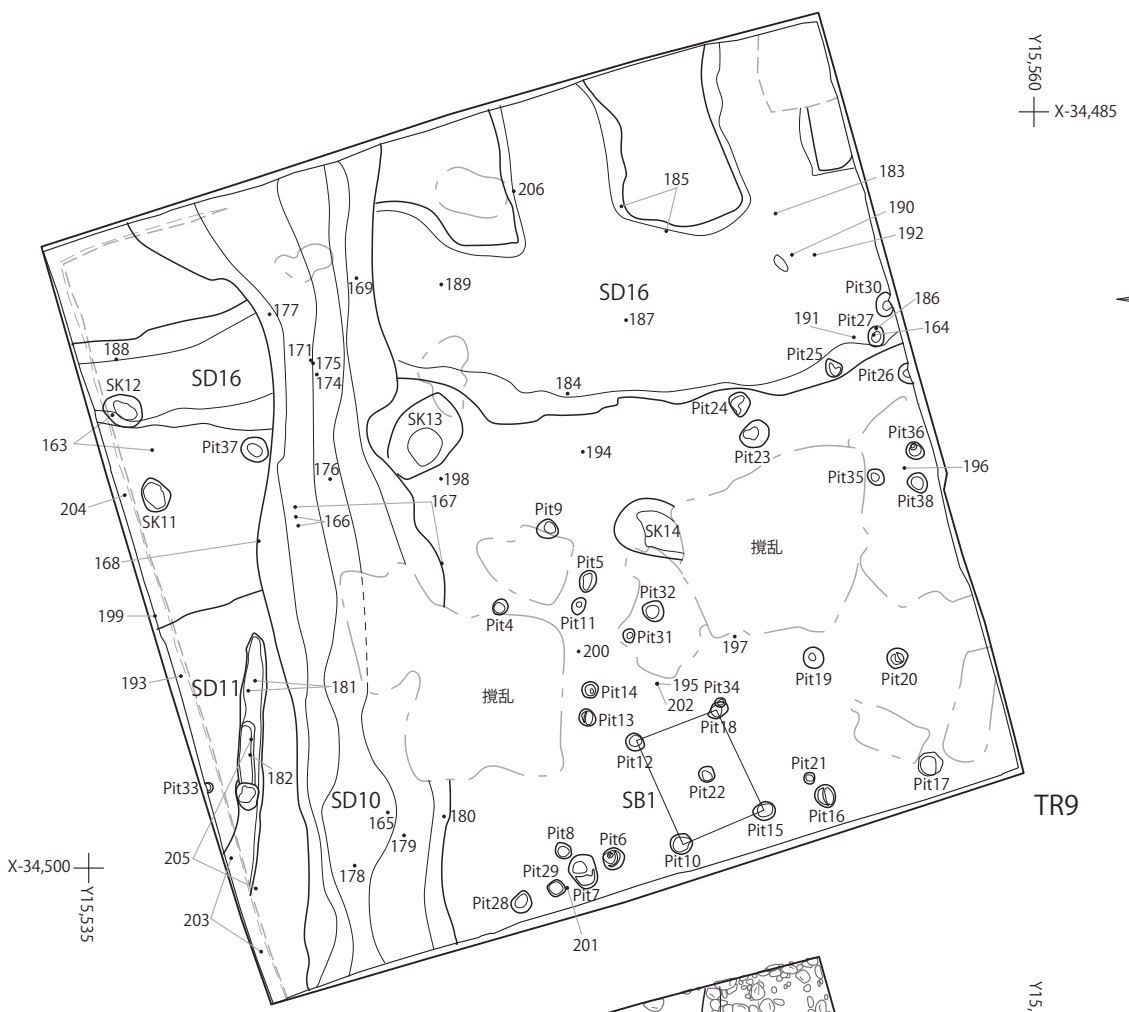 Y15,560
X-34,485
183
185
206
190
192
169
189
SD16
187
Pit30
186
Pit27
164
191
177
171
175
174
188
SD16
SK12
184
Pit25
Pit26
Pit24
SK13
Pit23
163
Pit37
194
Pit36
196
Pit35
Pit38
176
198
167
204
SK11
166
Pit9
SK14
撹乱
168
Pit5
Pit32
Pit4
Pit11
199
Pit31
197
200
Pit19
Pit20
193
SD11
181
195
202
Pit34
撹乱
Pit14
Pit18
Pit13
Pit12
182
Pit22
Pit21
Pit17
Pit33
SD10
165
180
SB1
Pit16
Pit15
TR9
179
Pit8
Pit6
Pit10
205
178
Pit29
Pit7
X-34,500
Y15,535
203
Pit28
201
Y15,